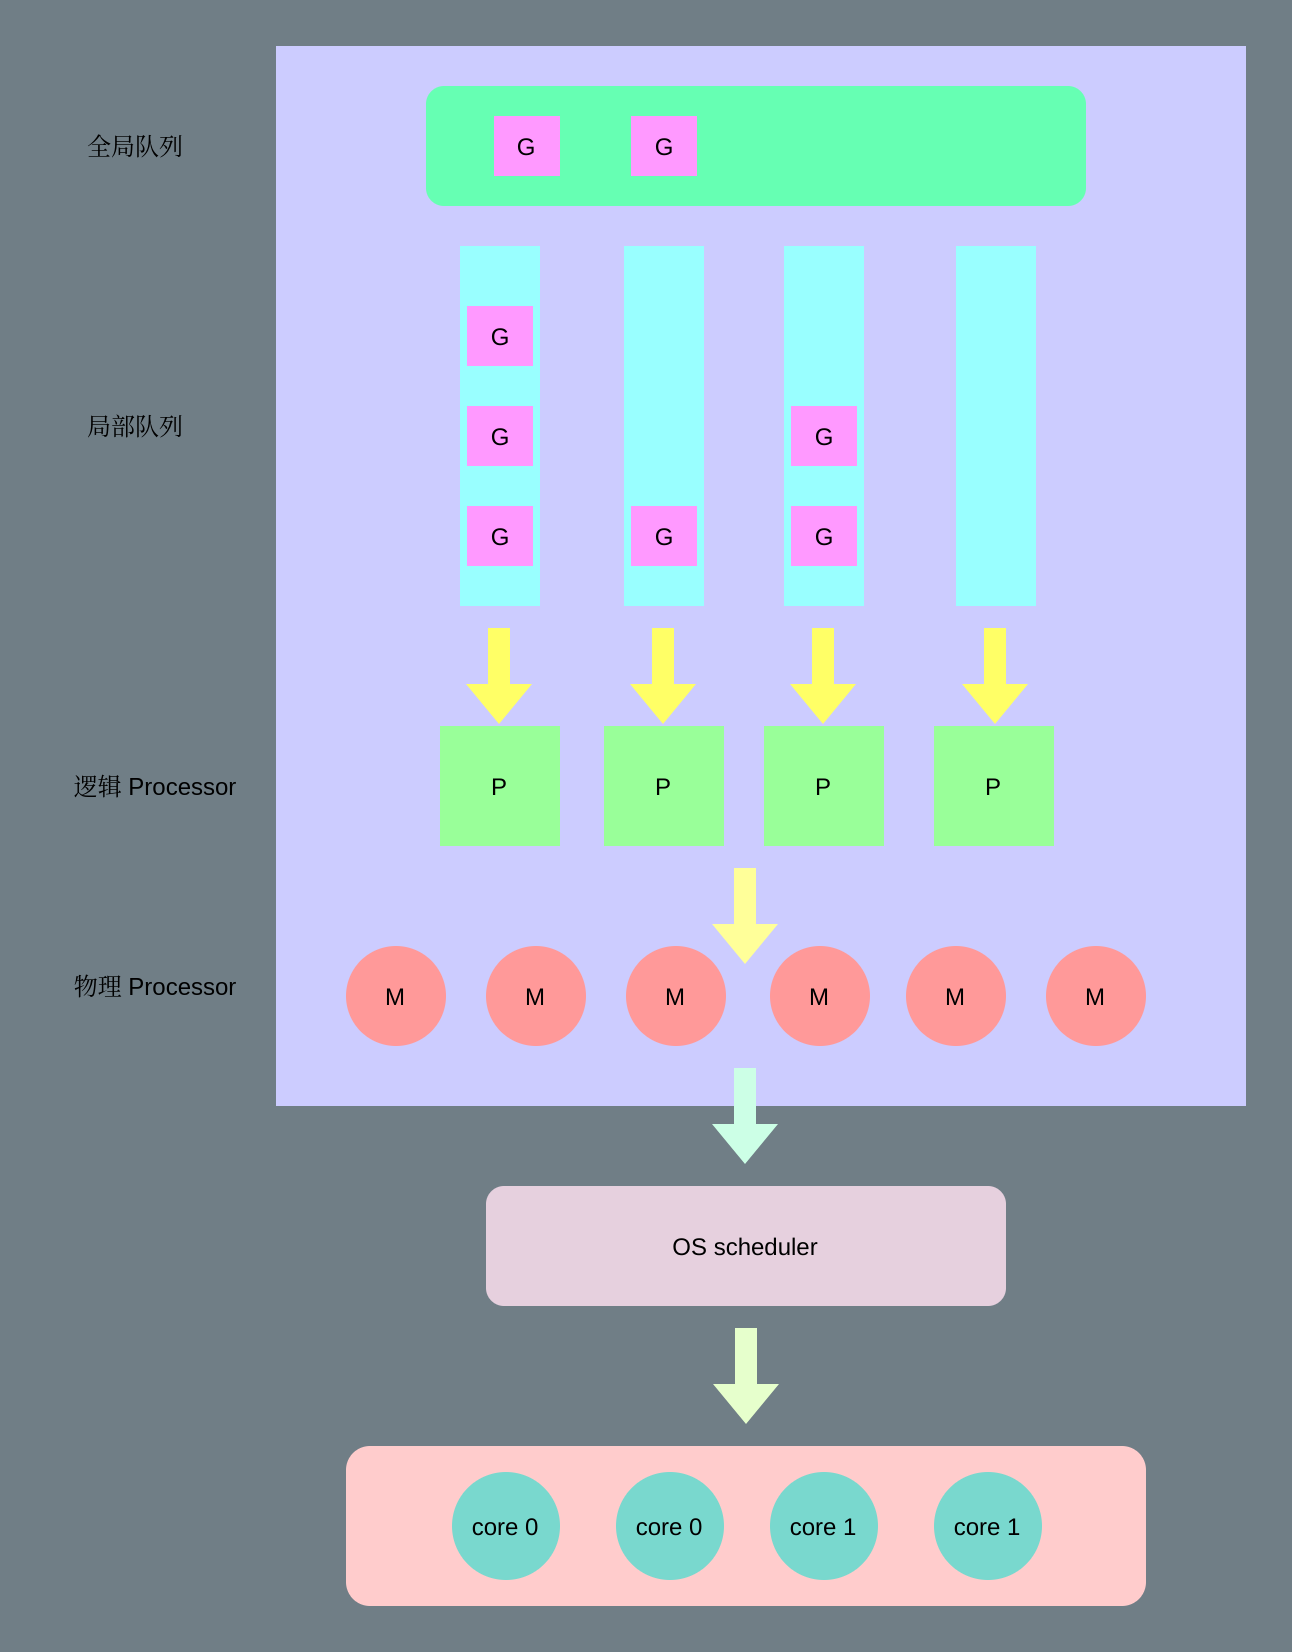 全局队列
G G
G
局部队列
G G
G G G
逻辑 Processor
P P P P
物理 Processor
M M M M M M
OS scheduler
core 0 core 0 core 1 core 1